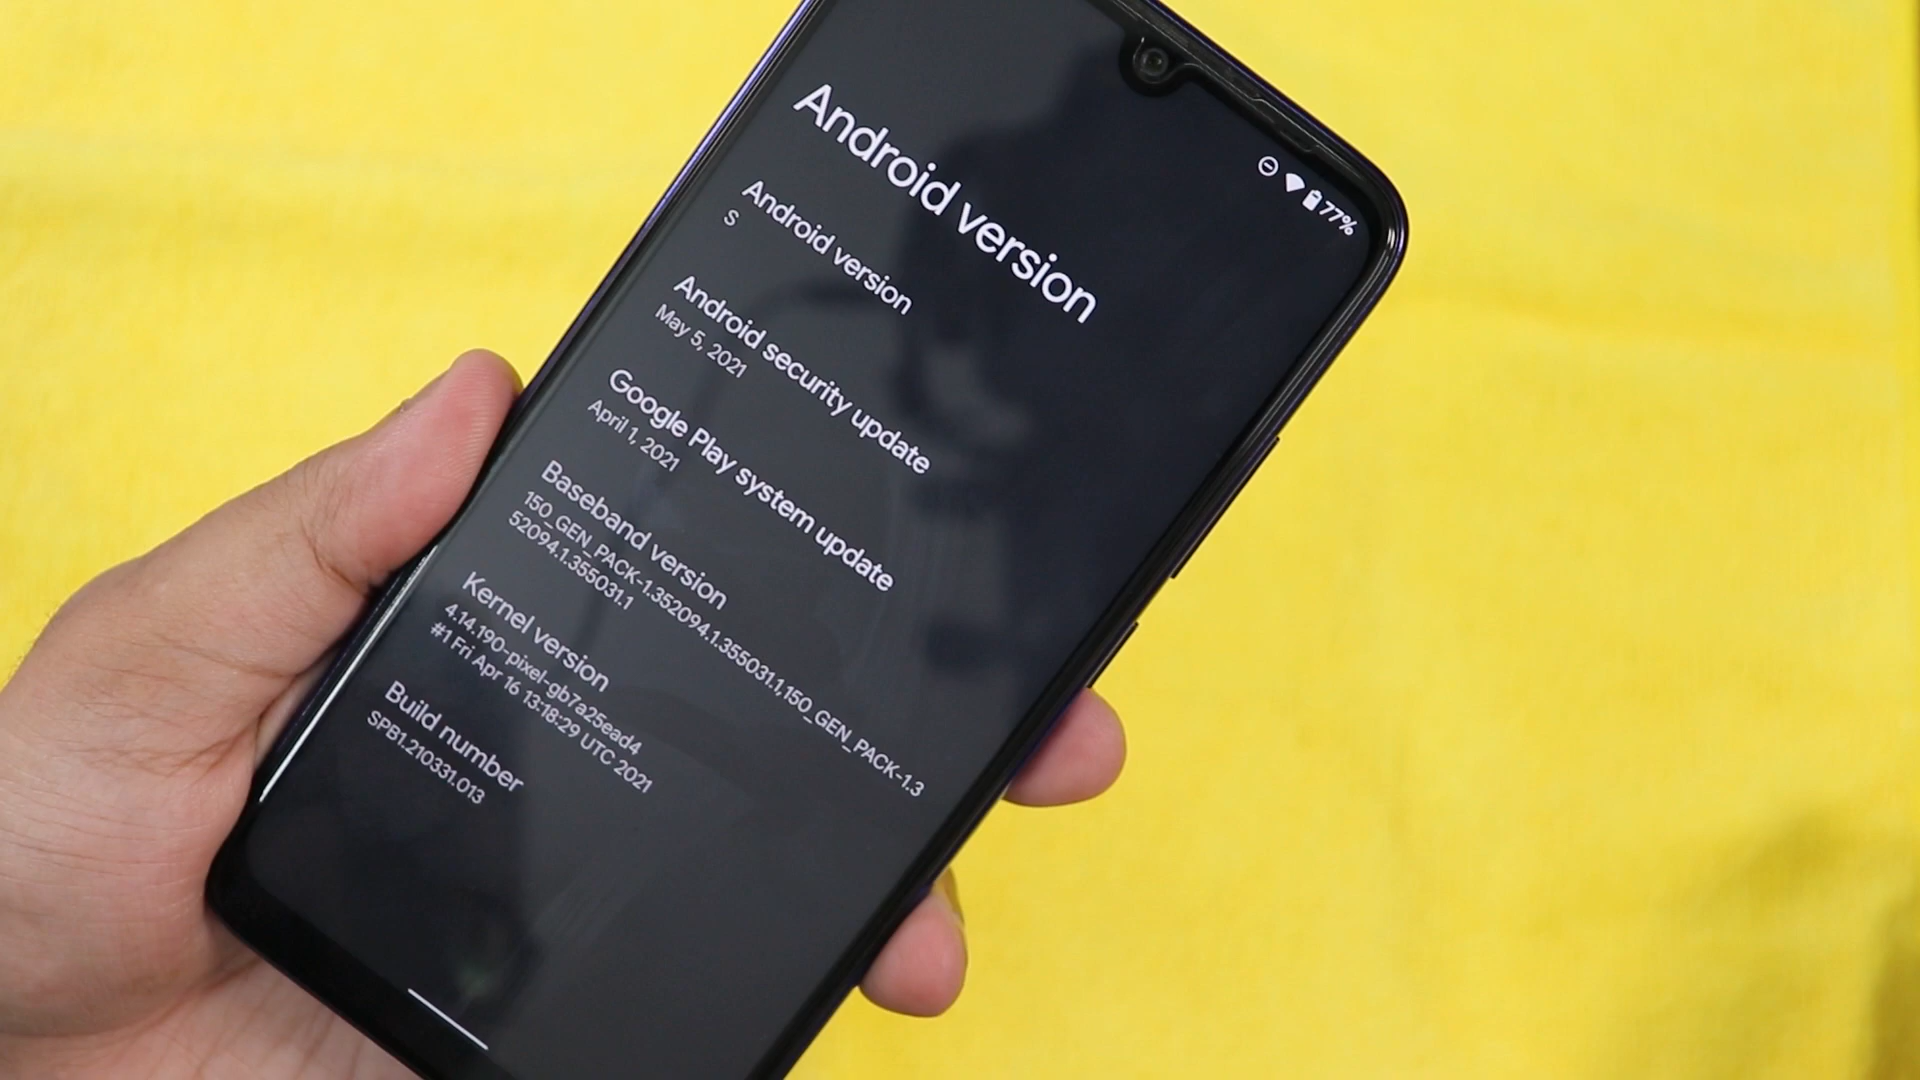 77%
Android version
Android version
S
Android security update
May 5, 2021
Google Play system update
April 1, 2021
Baseband version
150_GEN_PACK-1.352094.1.355031.1,150_GEN_PACK-1.3
52094.1.355031.1
Kernel version
4.14.190-pixel-gb7a25ead4
#1 Fri Apr 16 13:18:29 UTC 2021
Build number
SPB1.210331.013